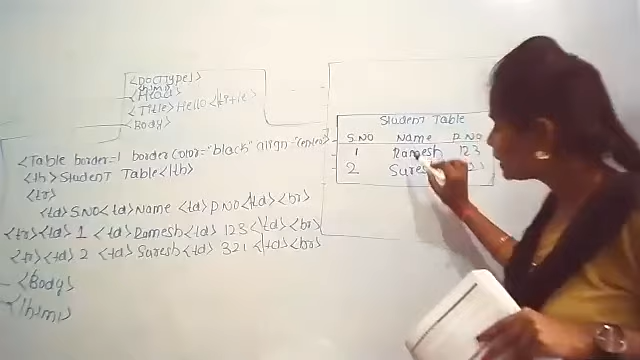 <DOCTYPE>
<html>
<Head>
<Title>Hello</title>
<Body>
<Table border=1 border color="black" align="center>
<th>Student Table<th>
<tr>
<td>S.NO<td>Name<td>P.NO</td><br>
<tr><td> 1 <td>Ramesh<td> 123 </td><br>
<tr><td> 2 <td>Suresh<td> 321 </td><br>
</Body>
</html>
Student Table
S.NO Name P.NO
1 Ramesh 123
2